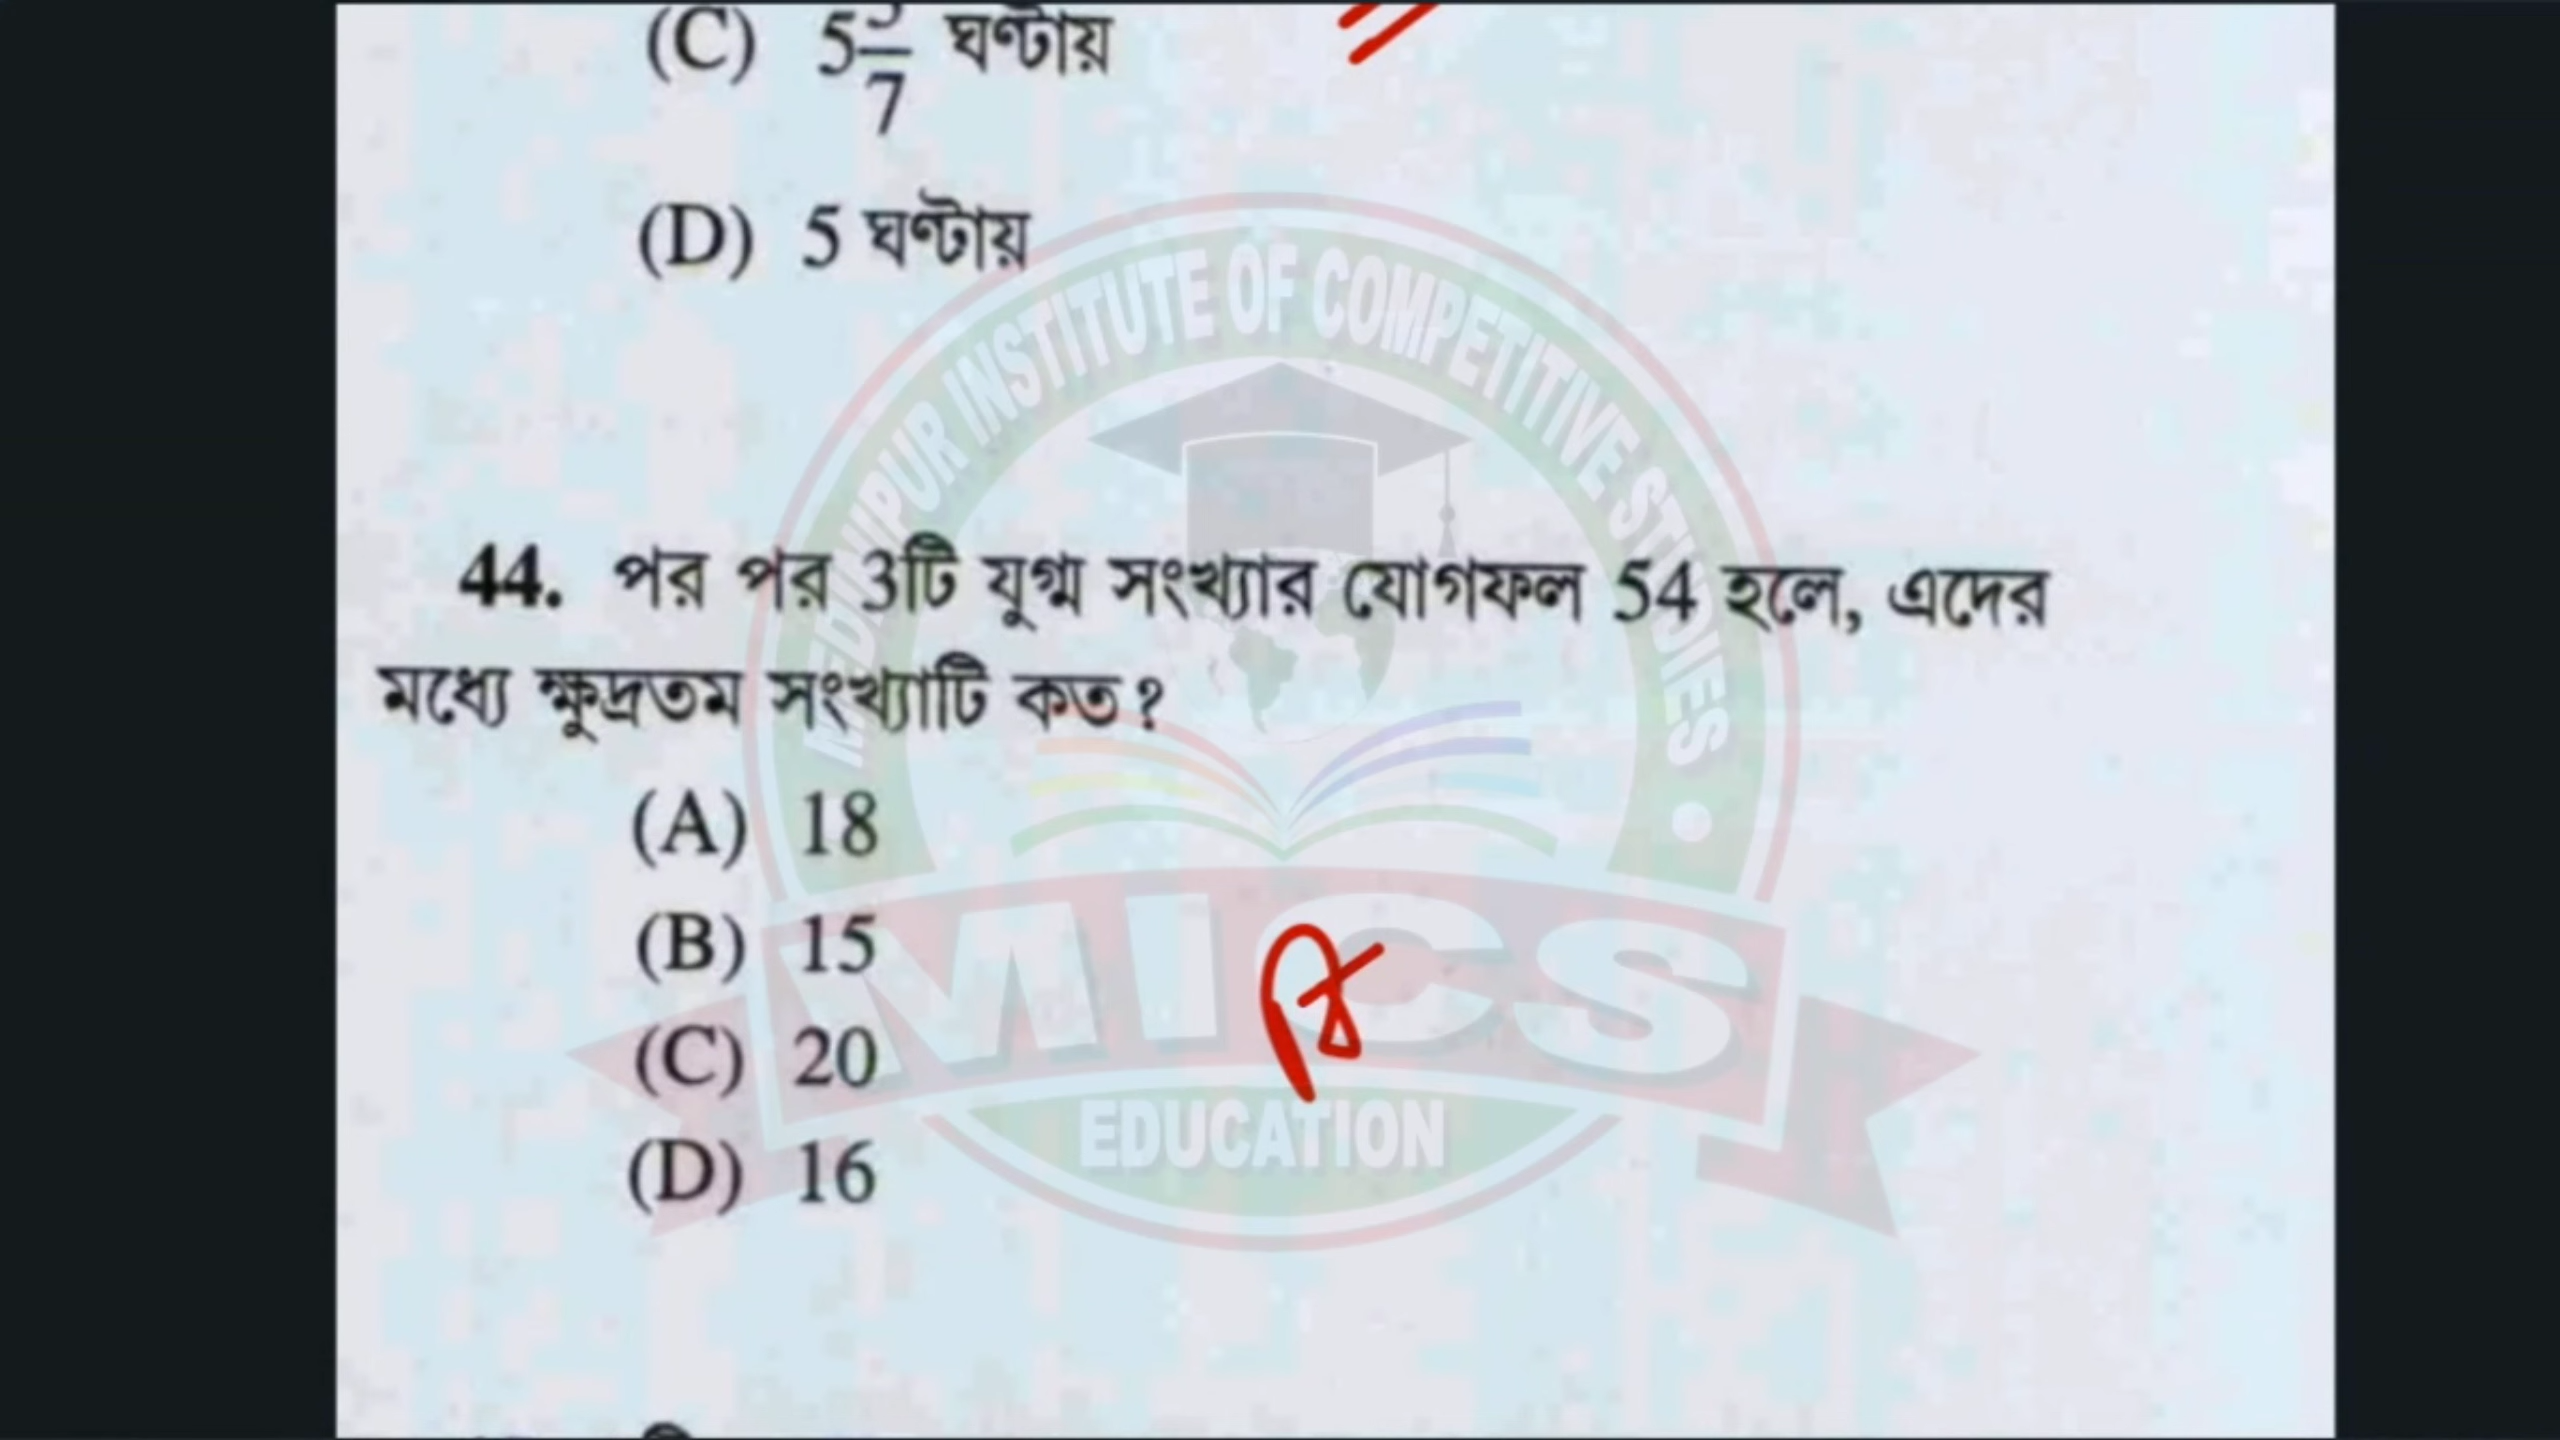 (C) 5 /7 ঘণ্টায়
(D) 5 ঘণ্টায়
MEDINIPUR INSTITUTE OF COMPETITIVE STUDIES
44. পর পর 3টি যুগ্ম সংখ্যার যোগফল 54 হলে, এদের
মধ্যে ক্ষুদ্রতম সংখ্যাটি কত?
(A) 18
(B) 15
(C) 20
(D) 16
MICS
EDUCATION